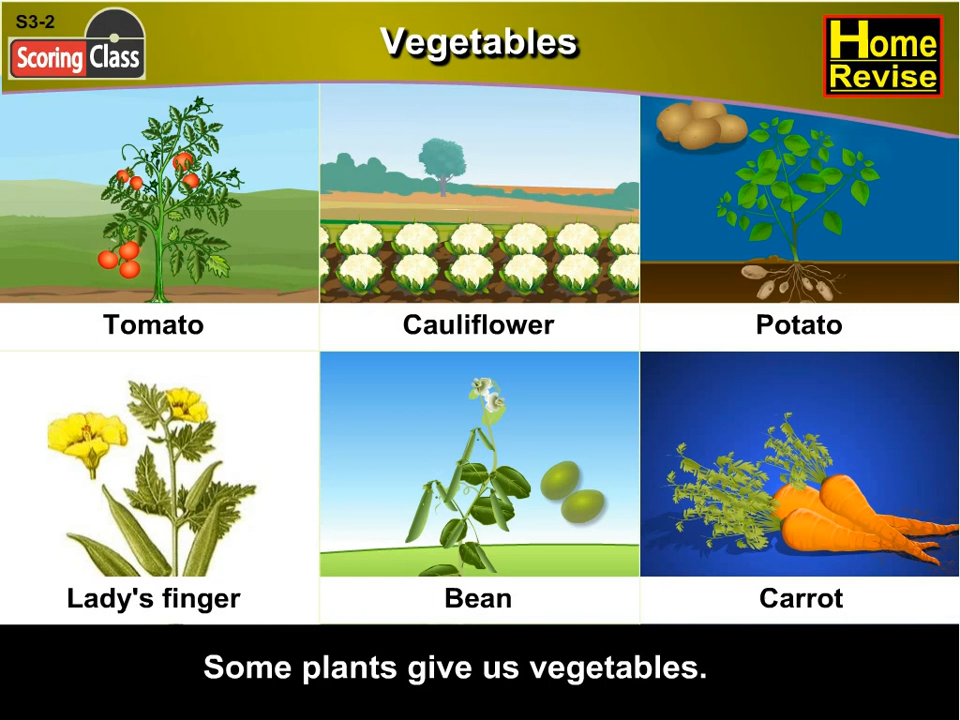 S3-2
Scoring Class
Vegetables
Home
Revise
Tomato
Cauliflower
Potato
Lady's finger
Bean
Carrot
Some plants give us vegetables.